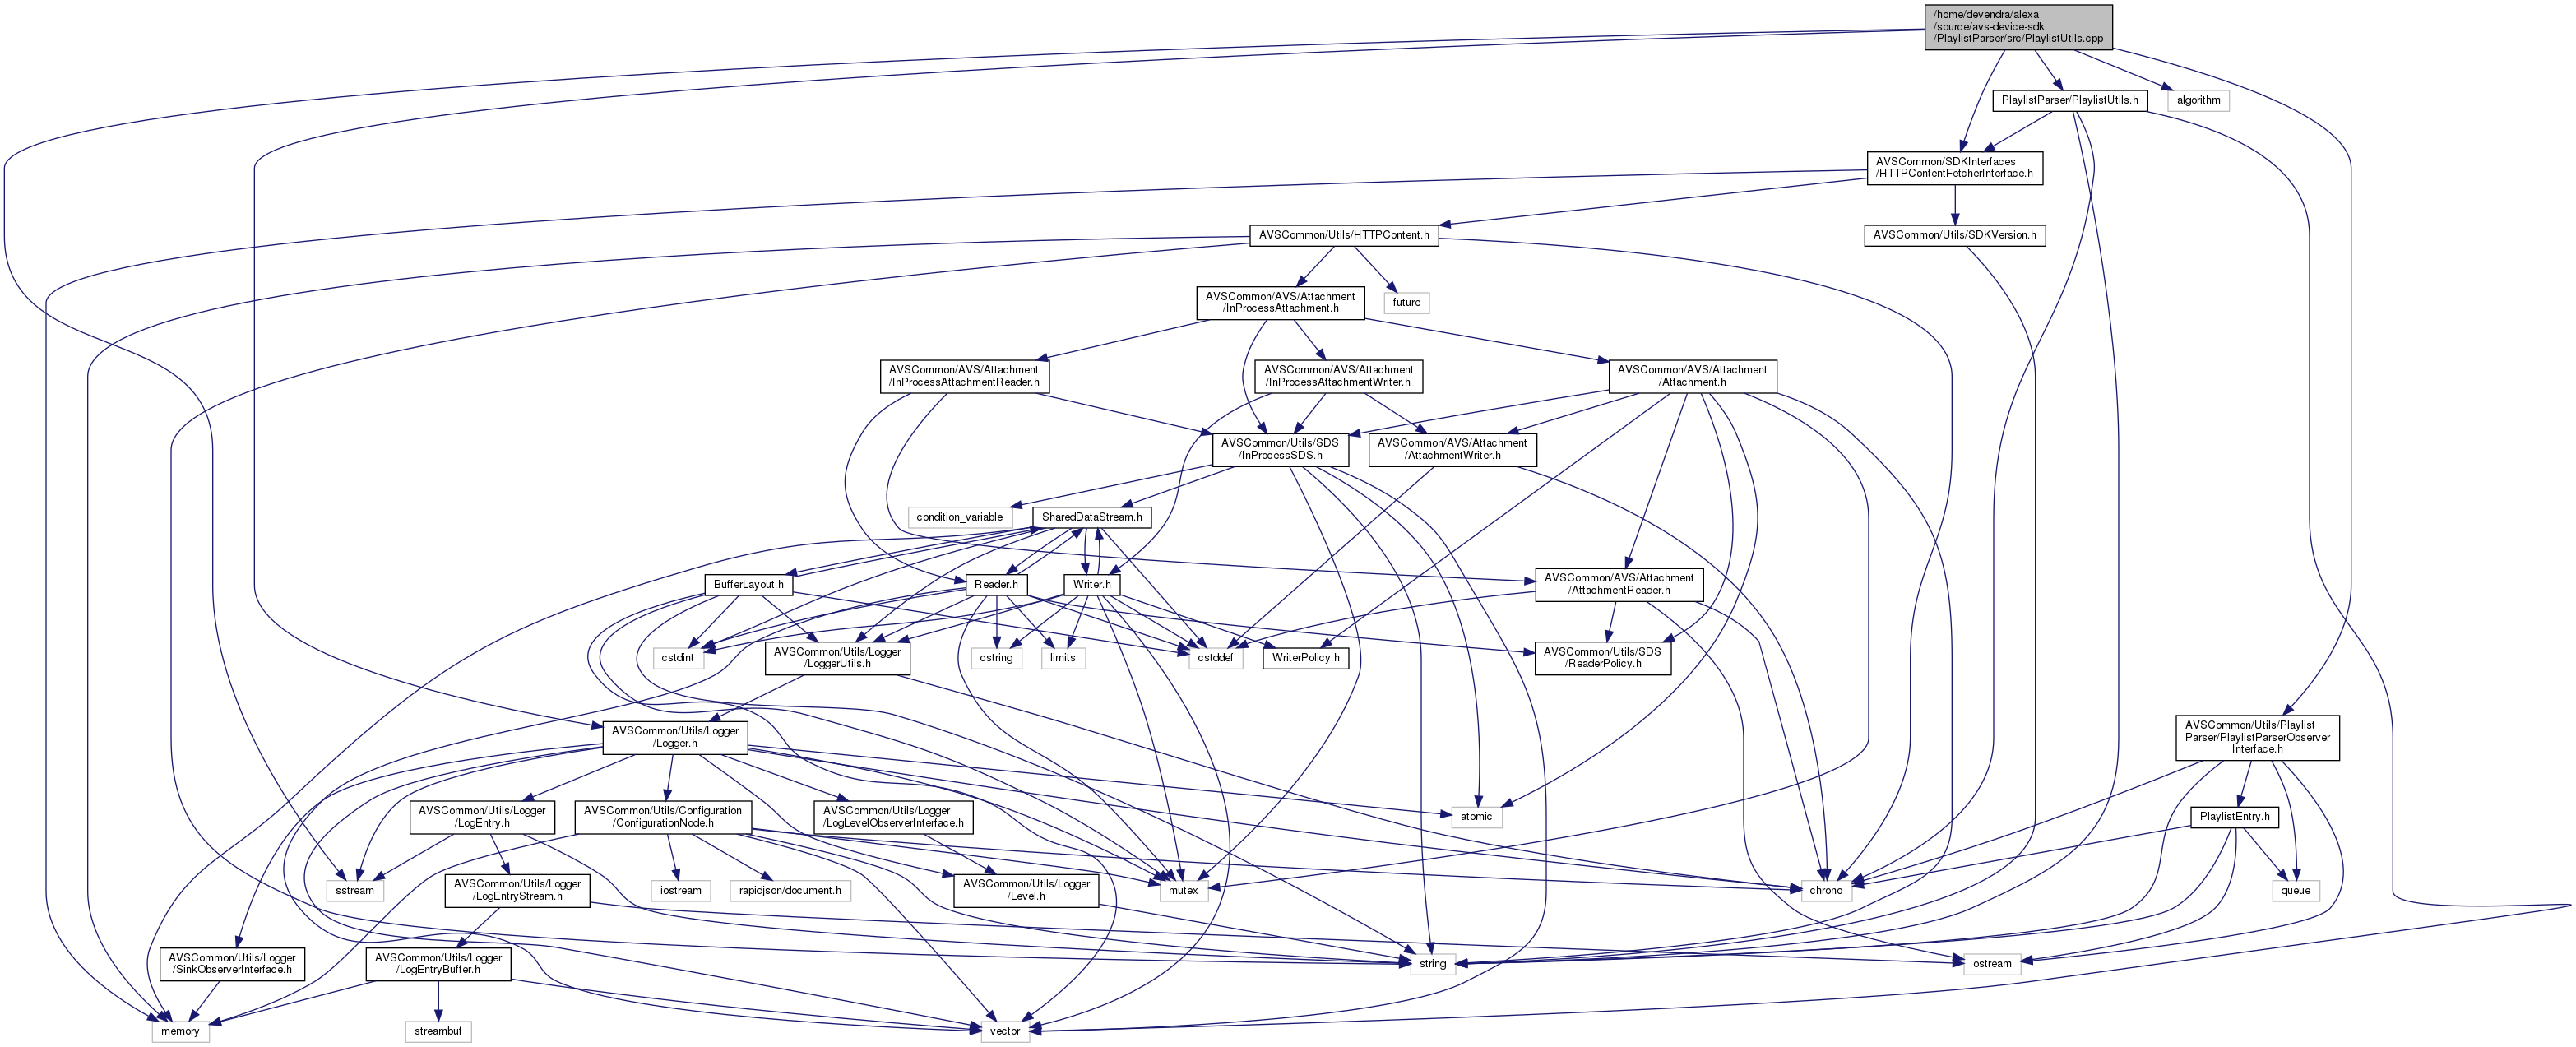 /home/devendra/alexa
/source/avs-device-sdk
/PlaylistParser/src/PlaylistUtils.cpp
PlaylistParser/PlaylistUtils.h
algorithm
AVSCommon/SDKInterfaces
/HTTPContentFetcherInterface.h
AVSCommon/Utils/HTTPContent.h
AVSCommon/Utils/SDKVersion.h
AVSCommon/AVS/Attachment
/InProcessAttachment.h
future
AVSCommon/AVS/Attachment
/InProcessAttachmentReader.h
AVSCommon/AVS/Attachment
/InProcessAttachmentWriter.h
AVSCommon/AVS/Attachment
/Attachment.h
AVSCommon/Utils/SDS
/InProcessSDS.h
AVSCommon/AVS/Attachment
/AttachmentWriter.h
condition_variable
SharedDataStream.h
BufferLayout.h
Reader.h
Writer.h
AVSCommon/AVS/Attachment
/AttachmentReader.h
cstdint
AVSCommon/Utils/Logger
/LoggerUtils.h
cstring
limits
cstddef
WriterPolicy.h
AVSCommon/Utils/SDS
/ReaderPolicy.h
AVSCommon/Utils/Logger
/Logger.h
AVSCommon/Utils/Playlist
Parser/PlaylistParserObserver
Interface.h
AVSCommon/Utils/Logger
/LogEntry.h
AVSCommon/Utils/Configuration
/ConfigurationNode.h
AVSCommon/Utils/Logger
/LogLevelObserverInterface.h
atomic
PlaylistEntry.h
sstream
AVSCommon/Utils/Logger
/LogEntryStream.h
iostream
rapidjson/document.h
AVSCommon/Utils/Logger
/Level.h
mutex
chrono
queue
AVSCommon/Utils/Logger
/SinkObserverInterface.h
AVSCommon/Utils/Logger
/LogEntryBuffer.h
string
ostream
memory
streambuf
vector